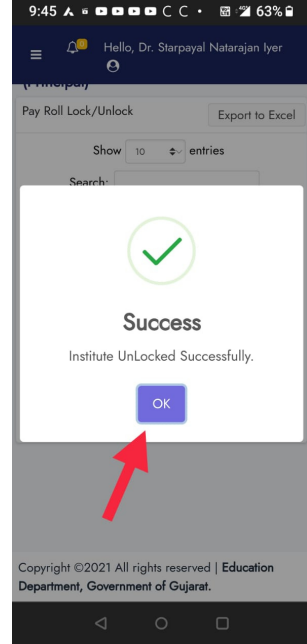 9:45 63%
Hello, Dr. Starpayal Natarajan Iyer
(Principal)
Pay Roll Lock/Unlock Export to Excel
Show 10 entries
Search:
Success
Institute UnLocked Successfully.
OK
Copyright ©2021 All rights reserved | Education
Department, Government of Gujarat.